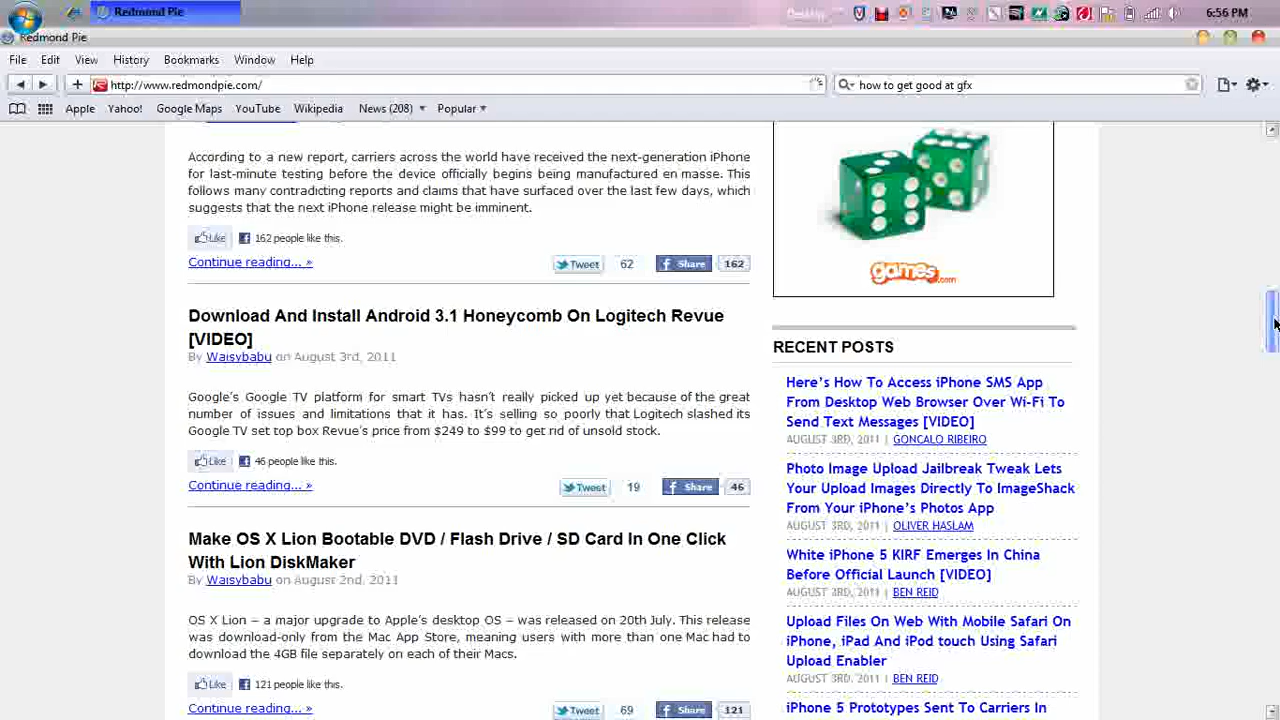 Redmond Pie
Desktop
6:56 PM
Redmond Pie
File Edit View History Bookmarks Window Help
http://www.redmondpie.com/
how to get good at gfx
Apple Yahoo! Google Maps YouTube Wikipedia News (208) Popular
According to a new report, carriers across the world have received the next-generation iPhone
for last-minute testing before the device officially begins being manufactured en masse. This
follows many contradicting reports and claims that have surfaced over the last few days, which
suggests that the next iPhone release might be imminent.
Like 162 people like this.
Continue reading... »
Tweet 62 Share 162
Download And Install Android 3.1 Honeycomb On Logitech Revue
[VIDEO]
By Waisybabu on August 3rd, 2011
Google's Google TV platform for smart TVs hasn't really picked up yet because of the great
number of issues and limitations that it has. It's selling so poorly that Logitech slashed its
Google TV set top box Revue's price from $249 to $99 to get rid of unsold stock.
Like 46 people like this.
Continue reading... »
Tweet 19 Share 46
Make OS X Lion Bootable DVD / Flash Drive / SD Card In One Click
With Lion DiskMaker
By Waisybabu on August 2nd, 2011
OS X Lion – a major upgrade to Apple's desktop OS – was released on 20th July. This release
was download-only from the Mac App Store, meaning users with more than one Mac had to
download the 4GB file separately on each of their Macs.
Like 121 people like this.
Continue reading... »
Tweet 69 Share 121
games.com
RECENT POSTS
Here's How To Access iPhone SMS App
From Desktop Web Browser Over Wi-Fi To
Send Text Messages [VIDEO]
AUGUST 3RD, 2011 | GONCALO RIBEIRO
Photo Image Upload Jailbreak Tweak Lets
Your Upload Images Directly To ImageShack
From Your iPhone's Photos App
AUGUST 3RD, 2011 | OLIVER HASLAM
White iPhone 5 KIRF Emerges In China
Before Official Launch [VIDEO]
AUGUST 3RD, 2011 | BEN REID
Upload Files On Web With Mobile Safari On
iPhone, iPad And iPod touch Using Safari
Upload Enabler
AUGUST 3RD, 2011 | BEN REID
iPhone 5 Prototypes Sent To Carriers In